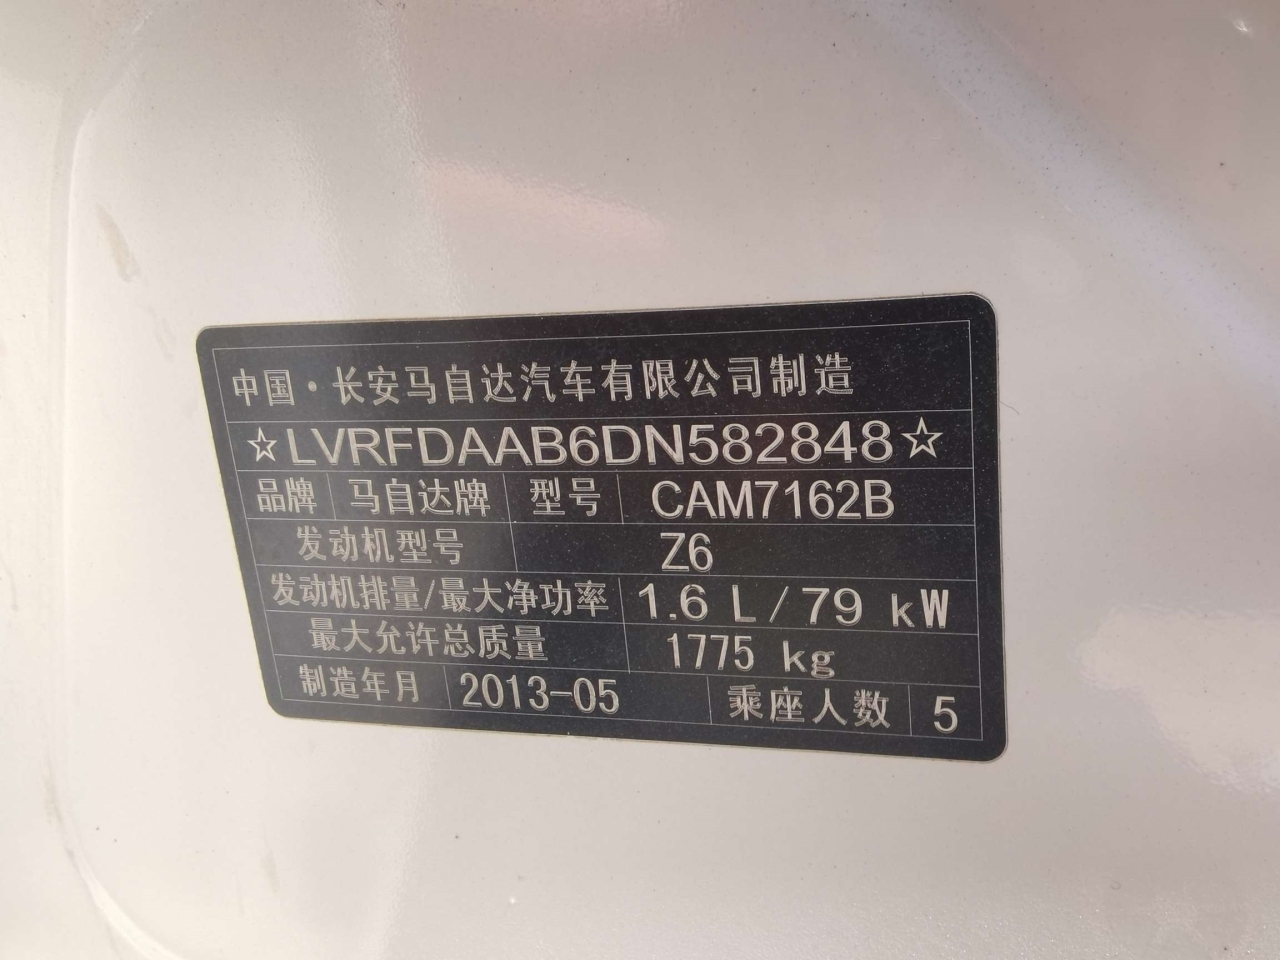 中国·长安马自达汽车有限公司制造
☆LVRFDAAB6DN582848☆
品牌 马自达牌 型号 CAM7162B
发动机型号 Z6
发动机排量/最大净功率 1.6 L/79 kW
最大允许总质量 1775 kg
制造年月 2013-05 乘座人数 5